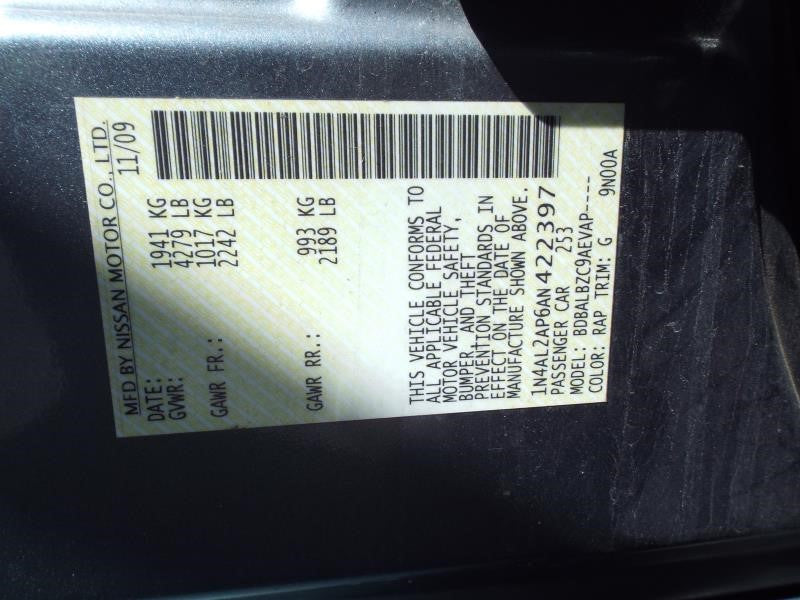 MFD BY NISSAN MOTOR CO., LTD.
DATE: 11/09
GVWR: 1941 KG
4279 LB
GAWR FR.: 1017 KG
2242 LB
GAWR RR.: 993 KG
2189 LB
THIS VEHICLE CONFORMS TO
ALL APPLICABLE FEDERAL
MOTOR VEHICLE SAFETY,
BUMPER, AND THEFT
PREVENTION STANDARDS IN
EFFECT ON THE DATE OF
MANUFACTURE SHOWN ABOVE.
1N4AL2AP6AN422397
PASSENGER CAR 253
MODEL: BDBALBZC9AEVAP----
COLOR: RAP TRIM: G 9N00A